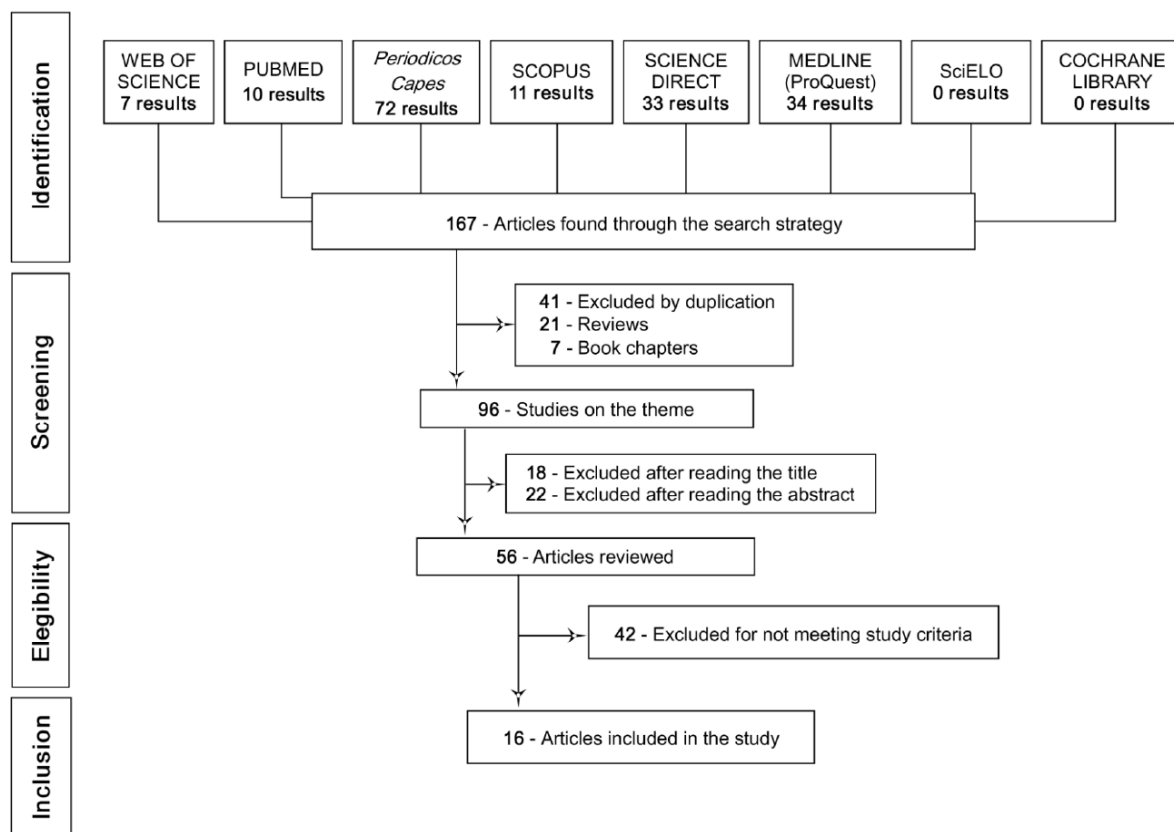 Identification
WEB OF
SCIENCE
7 results
PUBMED
10 results
Periodicos
Capes
72 results
SCOPUS
11 results
SCIENCE
DIRECT
33 results
MEDLINE
(ProQuest)
34 results
SciELO
0 results
COCHRANE
LIBRARY
0 results
167 - Articles found through the search strategy
Screening
41 - Excluded by duplication
21 - Reviews
7 - Book chapters
96 - Studies on the theme
18 - Excluded after reading the title
22 - Excluded after reading the abstract
Elegibility
56 - Articles reviewed
42 - Excluded for not meeting study criteria
Inclusion
16 - Articles included in the study